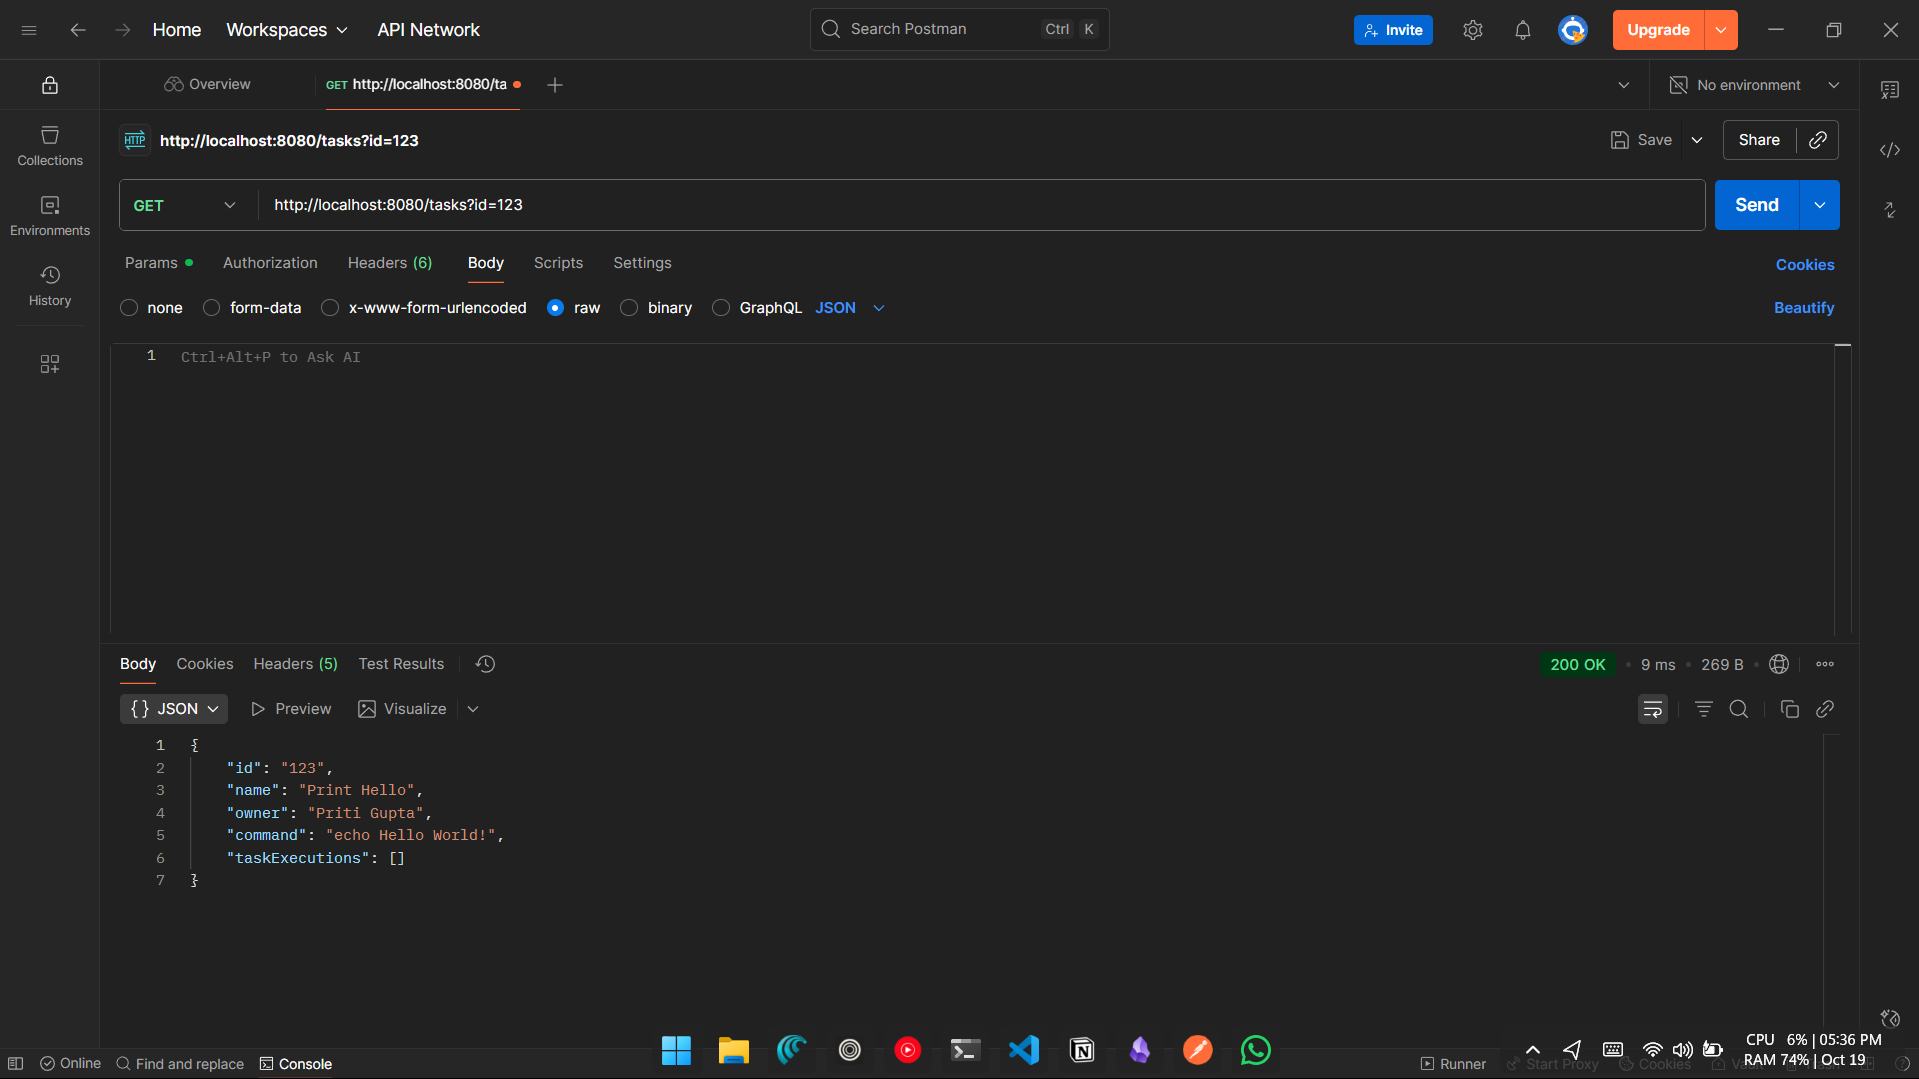 Home Workspaces API Network Search Postman Ctrl K Invite Upgrade
Overview GET http://localhost:8080/ta No environment
HTTP http://localhost:8080/tasks?id=123 Save Share
GET http://localhost:8080/tasks?id=123 Send
Collections
Environments
History
Params Authorization Headers (6) Body Scripts Settings Cookies
none form-data x-www-form-urlencoded raw binary GraphQL JSON Beautify
1 Ctrl+Alt+P to Ask AI
Body Cookies Headers (5) Test Results 200 OK • 9 ms • 269 B
{} JSON Preview Visualize
1 {
2 "id": "123",
3 "name": "Print Hello",
4 "owner": "Priti Gupta",
5 "command": "echo Hello World!",
6 "taskExecutions": []
7 }
Online Find and replace Console Runner Start Proxy Cookies
CPU 6% | 05:36 PM
RAM 74% | Oct 19